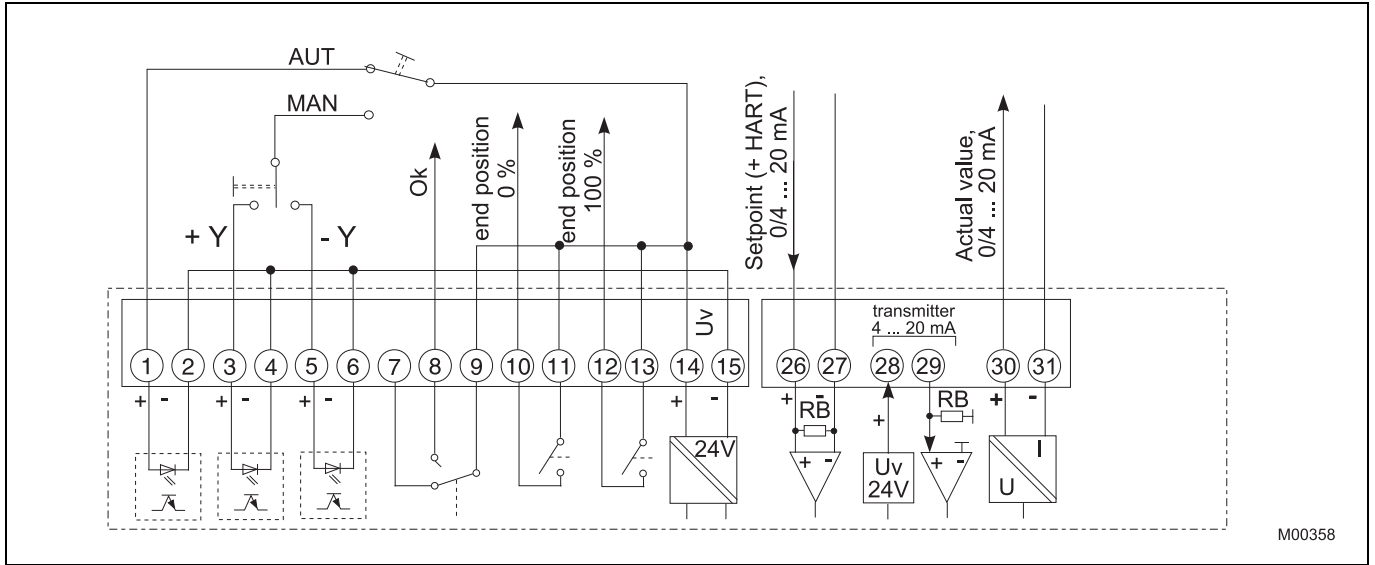 AUT
MAN
+ Y
- Y
Ok
end position
0 %
end position
100 %
Setpoint (+ HART),
0/4 ... 20 mA
Actual value,
0/4 ... 20 mA
Uv
transmitter
4 ... 20 mA
1 2 3 4 5 6 7 8 9 10 11 12 13 14 15
26 27 28 29 30 31
+ - + - + - + -
+ - + + -
RB
RB
24V
+ -
Uv
24V
+ -
I
U
M00358